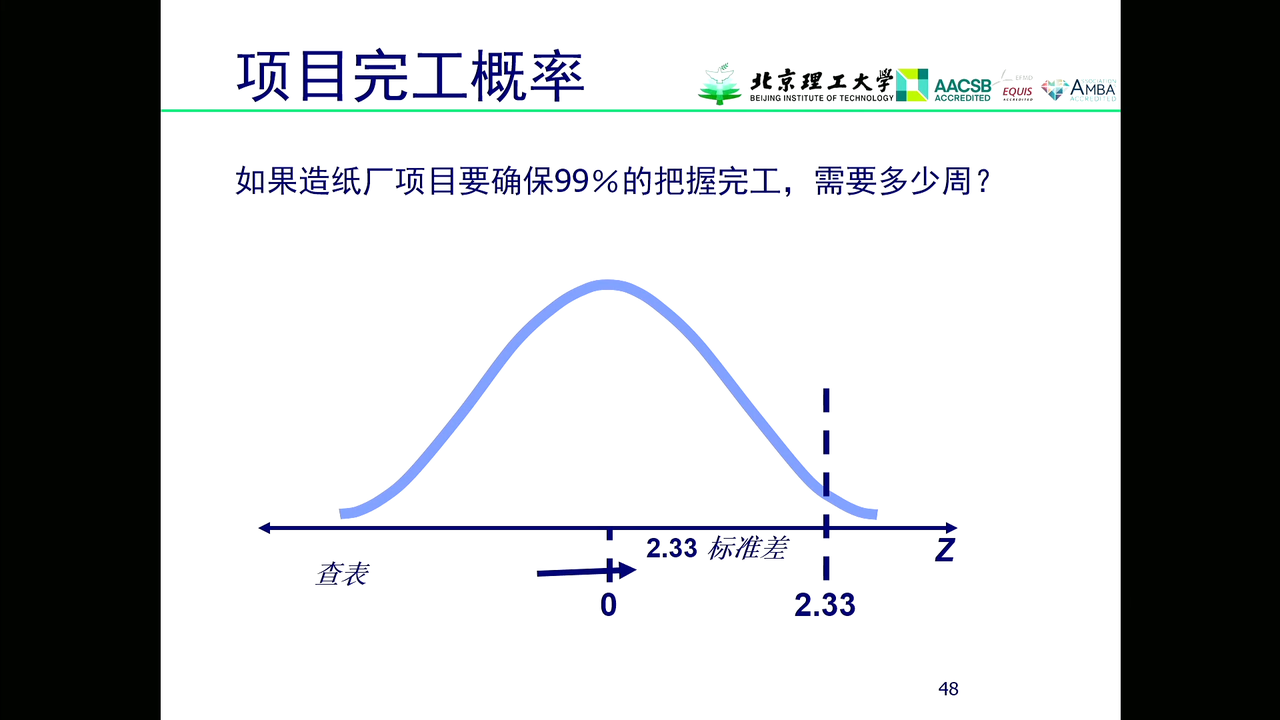 项目完工概率
北京理工大学
BEIJING INSTITUTE OF TECHNOLOGY
AACSB
ACCREDITED
EFMD
EQUIS
ACCREDITED
ASSOCIATION
AMBA
ACCREDITED
如果造纸厂项目要确保99%的把握完工，需要多少周？
2.33 标准差
Z
查表
0
2.33
48